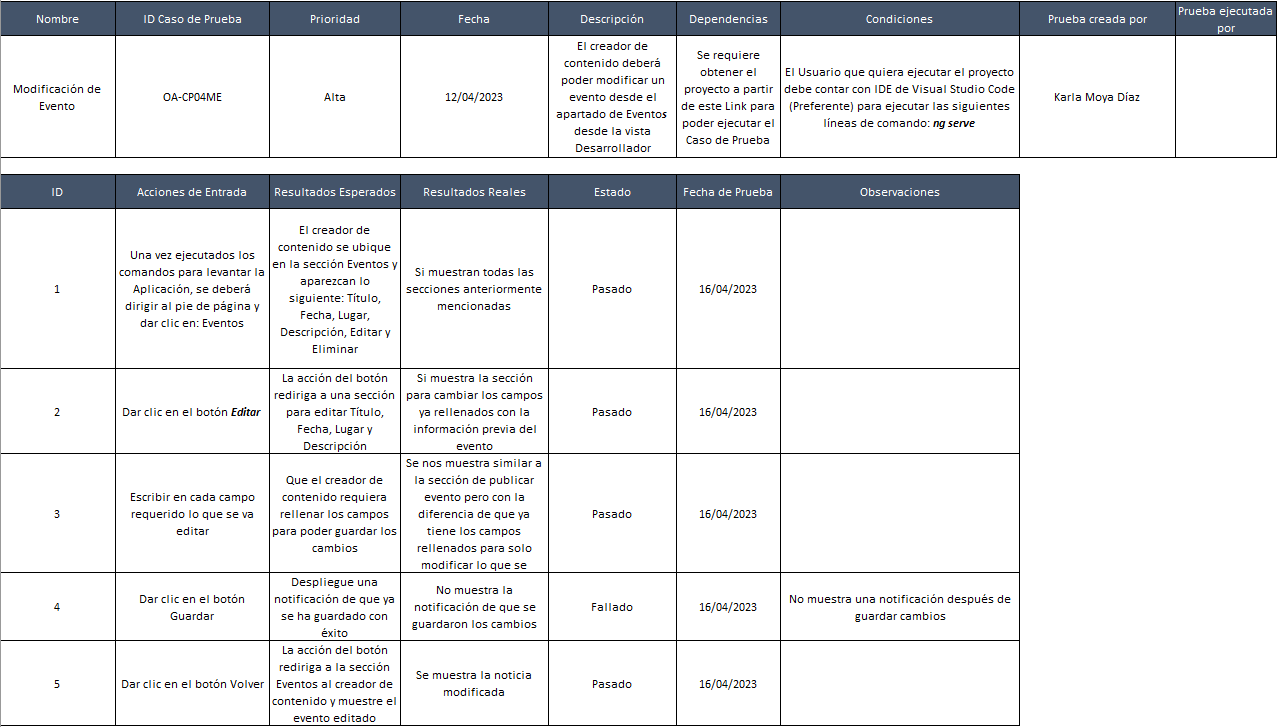 Nombre
ID Caso de Prueba
Prioridad
Fecha
Descripción
Dependencias
Condiciones
Prueba creada por
Prueba ejecutada
por
Modificación de
Evento
OA-CP04ME
Alta
12/04/2023
El creador de
contenido deberá
poder modificar un
evento desde el
apartado de Eventos
desde la vista
Desarrollador
Se requiere
obtener el
proyecto a partir
de este Link para
poder ejecutar el
Caso de Prueba
El Usuario que quiera ejecutar el proyecto
debe contar con IDE de Visual Studio Code
(Preferente) para ejecutar las siguientes
líneas de comando: ng serve
Karla Moya Díaz
ID
Acciones de Entrada
Resultados Esperados
Resultados Reales
Estado
Fecha de Prueba
Observaciones
1
Una vez ejecutados los
comandos para levantar la
Aplicación, se deberá
dirigir al pie de página y
dar clic en: Eventos
El creador de
contenido se ubique
en la sección Eventos y
aparezcan lo
siguiente: Título,
Fecha, Lugar,
Descripción, Editar y
Eliminar
Si muestran todas las
secciones anteriormente
mencionadas
Pasado
16/04/2023
2
Dar clic en el botón Editar
La acción del botón
rediriga a una sección
para editar Título,
Fecha, Lugar y
Descripción
Si muestra la sección
para cambiar los campos
ya rellenados con la
información previa del
evento
Pasado
16/04/2023
3
Escribir en cada campo
requerido lo que se va
editar
Que el creador de
contenido requiera
rellenar los campos
para poder guardar los
cambios
Se nos muestra similar a
la sección de publicar
evento pero con la
diferencia de que ya
tiene los campos
rellenados para solo
modificar lo que se
Pasado
16/04/2023
4
Dar clic en el botón
Guardar
Despliegue una
notificación de que ya
se ha guardado con
éxito
No muestra la
notificación de que se
guardaron los cambios
Fallado
16/04/2023
No muestra una notificación después de
guardar cambios
5
Dar clic en el botón Volver
La acción del botón
rediriga a la sección
Eventos al creador de
contenido y muestre el
evento editado
Se muestra la noticia
modificada
Pasado
16/04/2023